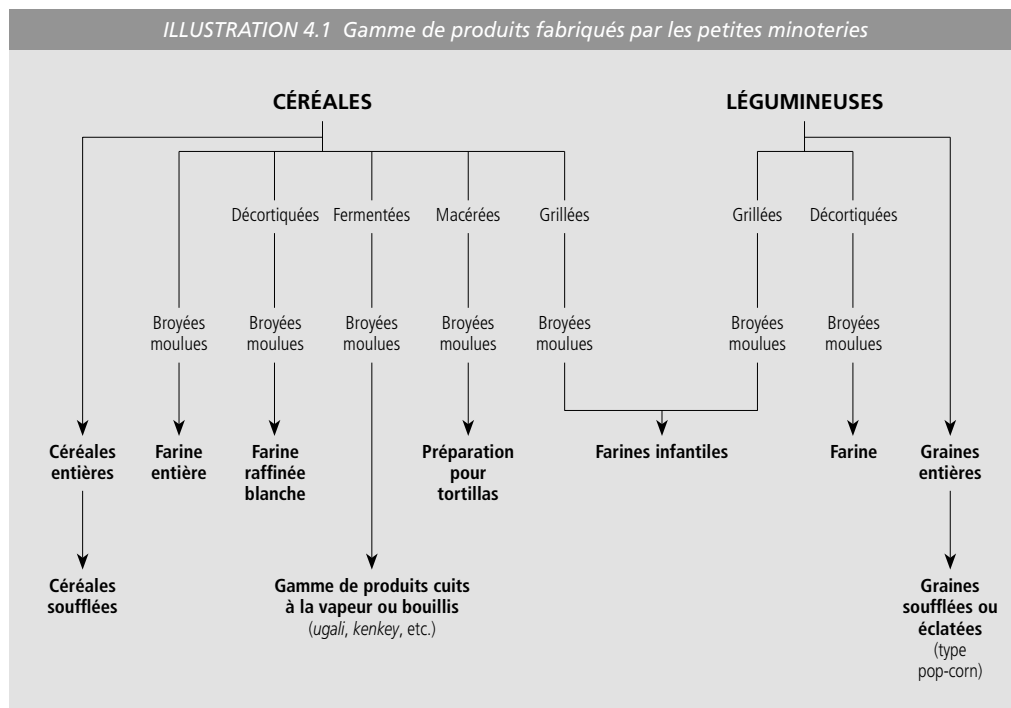 ILLUSTRATION 4.1 Gamme de produits fabriqués par les petites minoteries
CÉRÉALES
LÉGUMINEUSES
Décortiquées
Fermentées
Macérées
Grillées
Grillées
Décortiquées
Broyées
moulues
Broyées
moulues
Broyées
moulues
Broyées
moulues
Broyées
moulues
Broyées
moulues
Broyées
moulues
Céréales
entières
Farine
entière
Farine
raffinée
blanche
Préparation
pour
tortillas
Farines infantiles
Farine
Graines
entières
Céréales
soufflées
Gamme de produits cuits
à la vapeur ou bouillis
(ugali, kenkey, etc.)
Graines
soufflées ou
éclatées
(type
pop-corn)